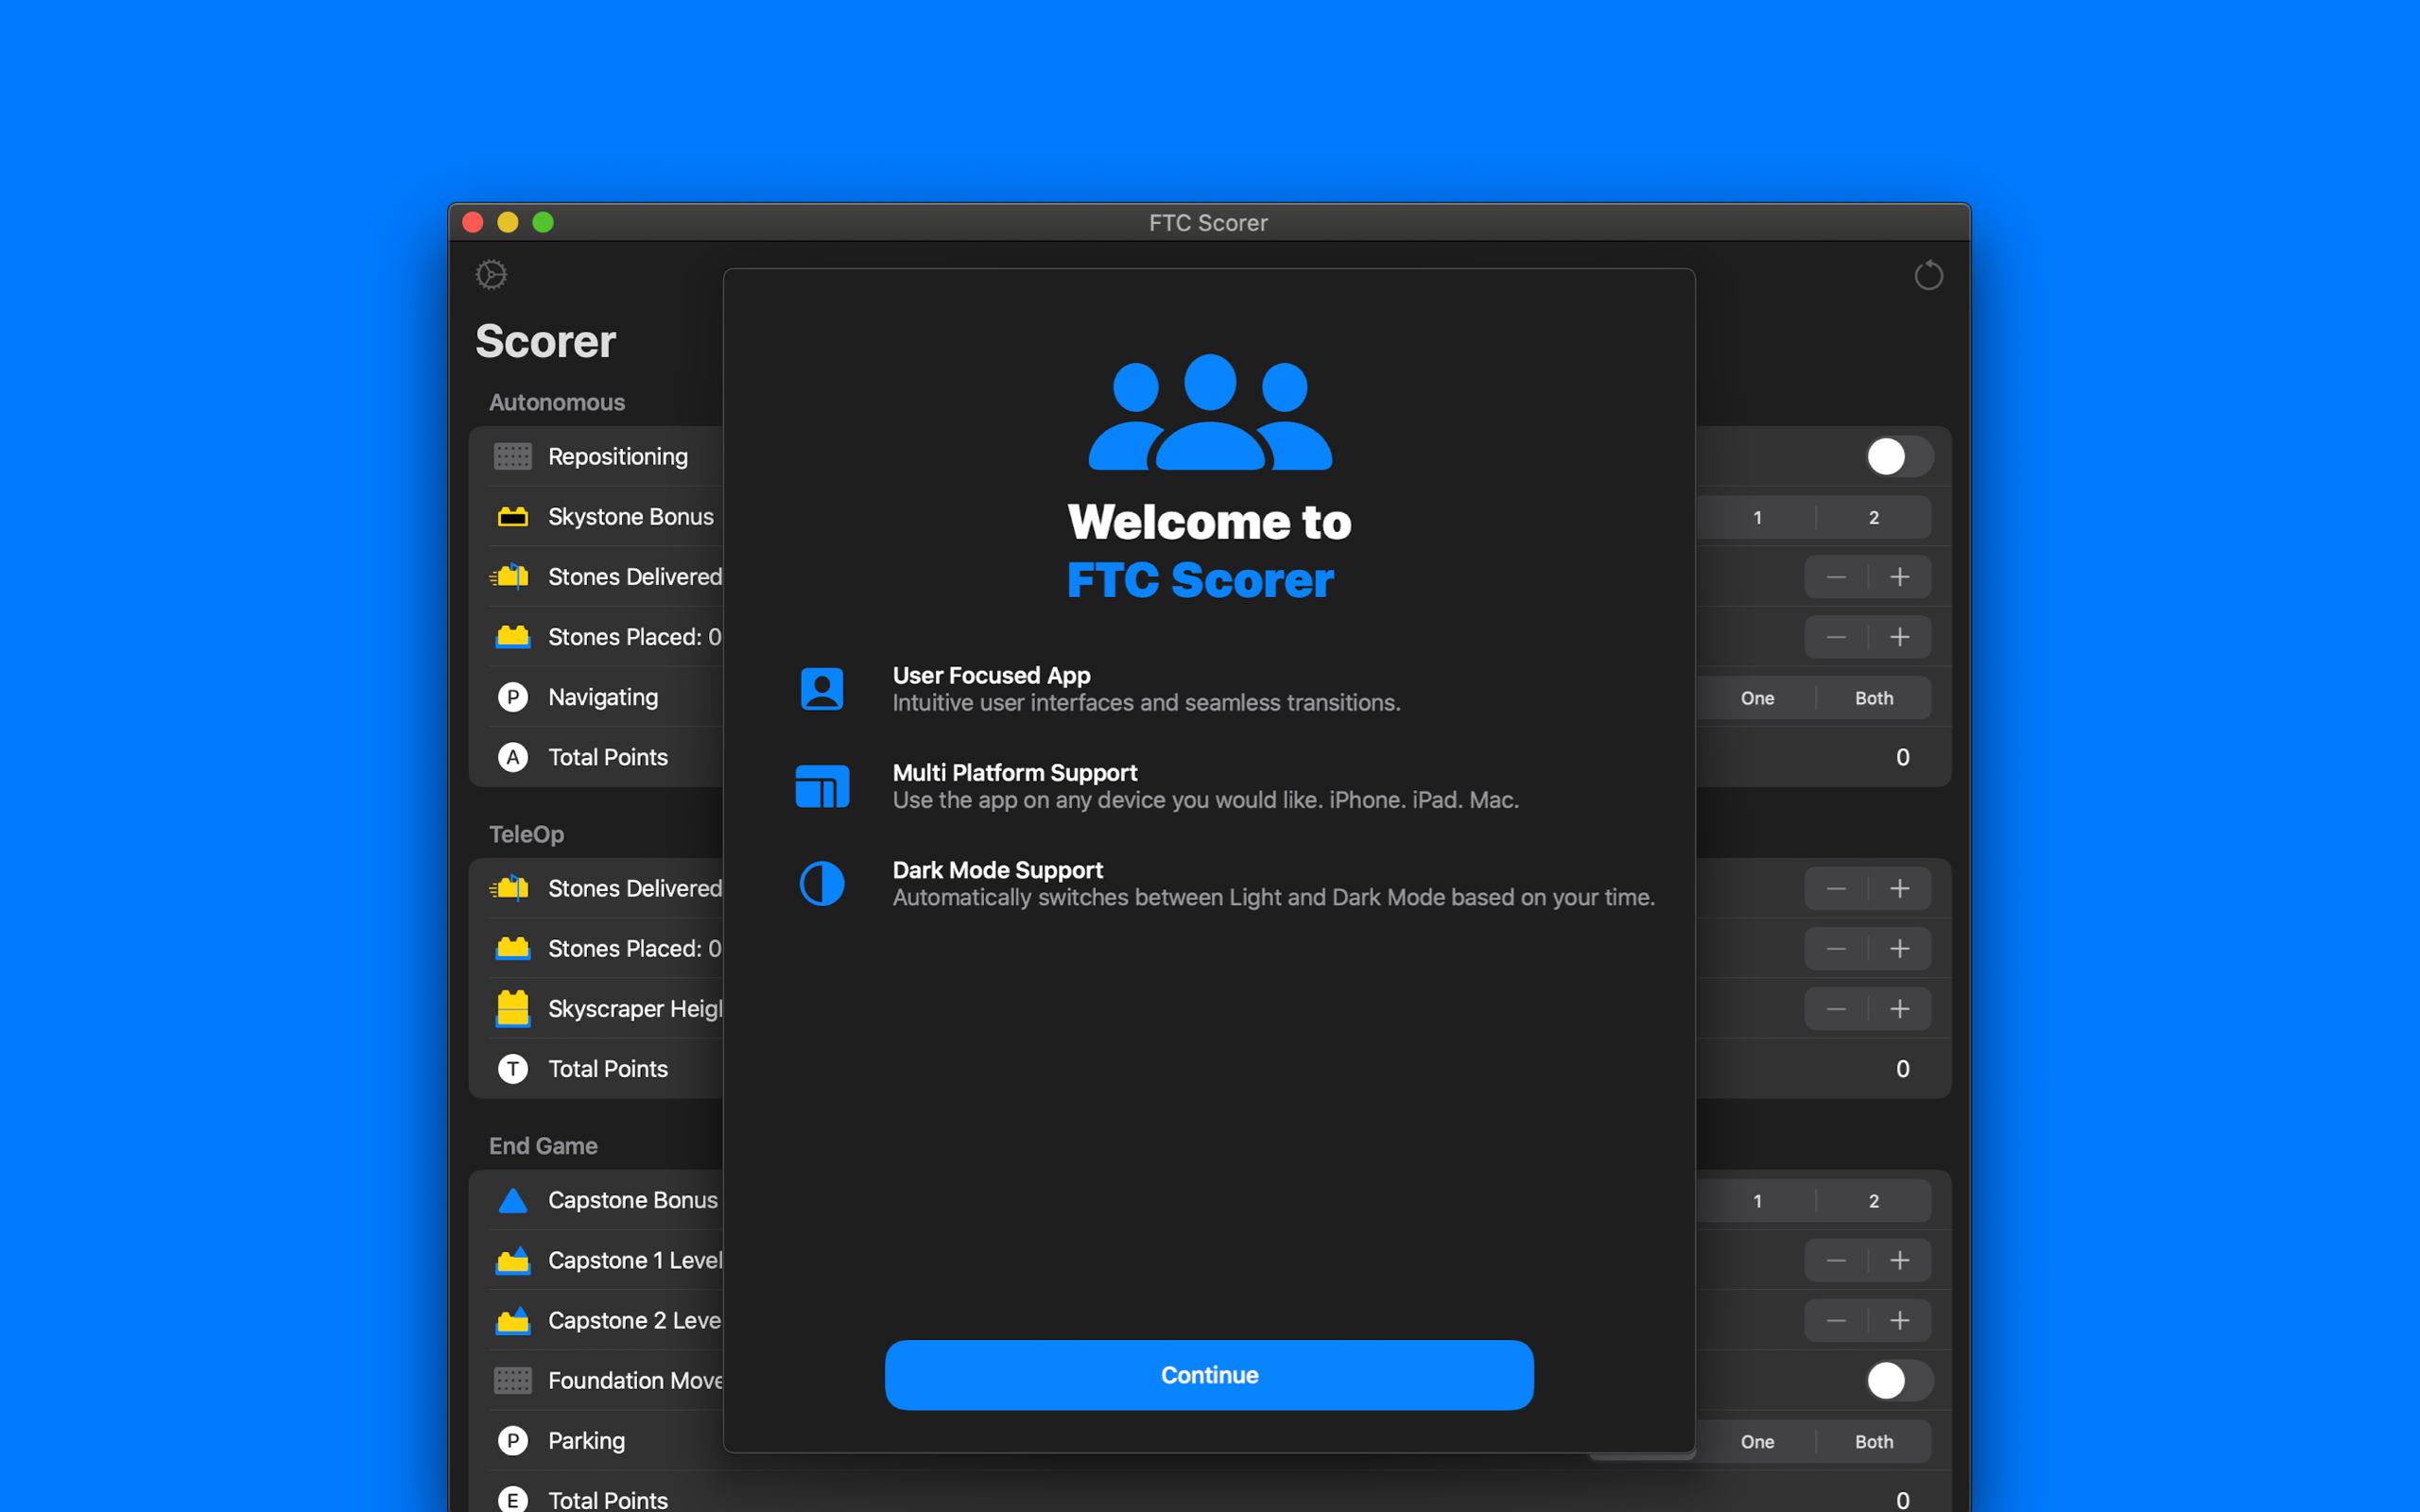 FTC Scorer
Scorer
Autonomous
Repositioning
Skystone Bonus
1 2
Stones Delivered
Stones Placed: 0
P Navigating
One Both
A Total Points
0
TeleOp
Stones Delivered
Stones Placed: 0
Skyscraper Heigh
T Total Points
0
End Game
Capstone Bonus
1 2
Capstone 1 Level
Capstone 2 Leve
Foundation Move
P Parking
One Both
E Total Points
0
Welcome to
FTC Scorer
User Focused App
Intuitive user interfaces and seamless transitions.
Multi Platform Support
Use the app on any device you would like. iPhone. iPad. Mac.
Dark Mode Support
Automatically switches between Light and Dark Mode based on your time.
Continue